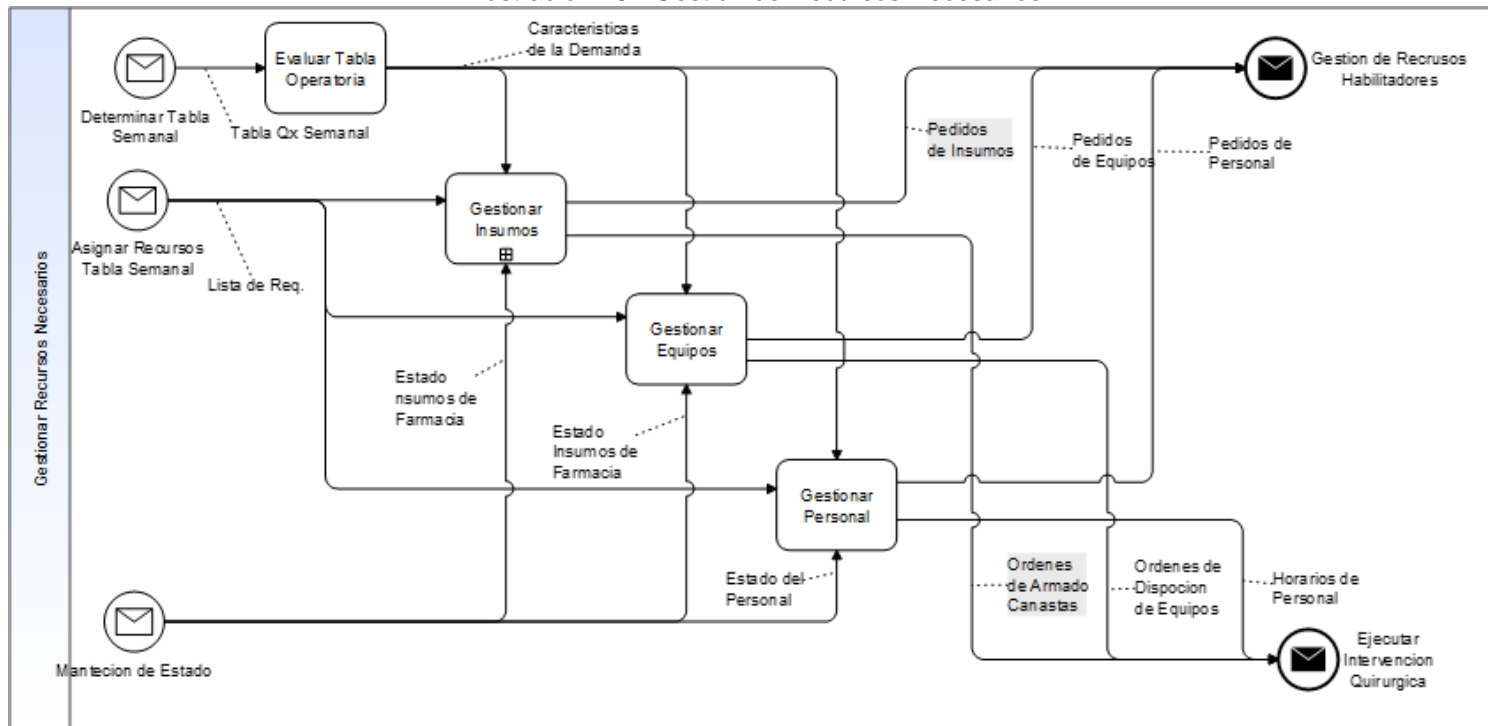 Gestionar Recursos Necesarios
Caracteristicas
de la Demanda
Evaluar Tabla
Operatoria
Determinar Tabla
Semanal
Tabla Qx Semanal
Gestion de Recrusos
Habilitadores
Pedidos
de Insumos
Pedidos
de Equipos
Pedidos de
Personal
Gestionar
Insumos
Asignar Recursos
Tabla Semanal
Lista de Req.
Gestionar
Equipos
Estado
nsumos de
Farmacia
Estado
Insumos de
Farmacia
Gestionar
Personal
Estado del
Personal
Ordenes
de Armado
Canastas
Ordenes de
Dispocion
de Equipos
Horarios de
Personal
Mantecion de Estado
Ejecutar
Intervencion
Quirurgica